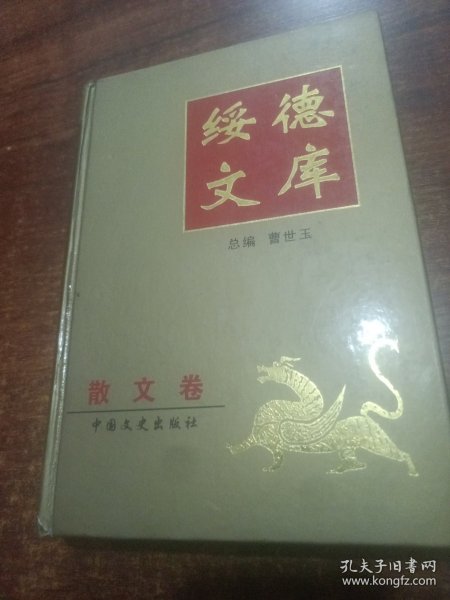 绥德
文库
总编 曹世玉
散文卷
中国文史出版社
孔夫子旧书网
www.kongfz.com